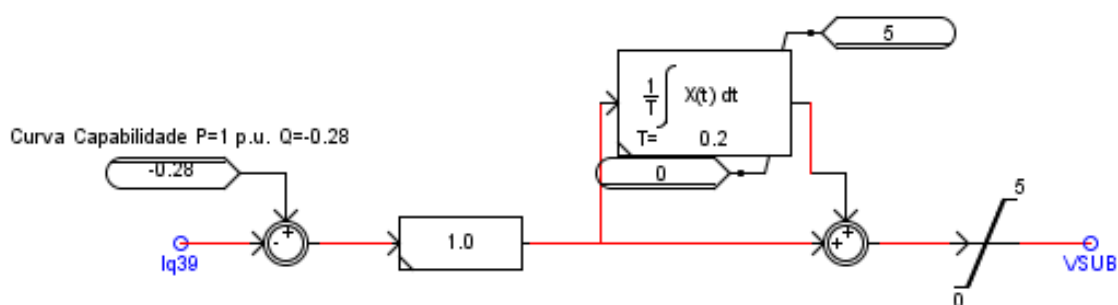 5
1
T
X(t) dt
T= 0.2
Curva Capabilidade P=1 p.u. Q=-0.28
-0.28
0
5
+
-
1.0
+
+
Iq39
VSUB
0